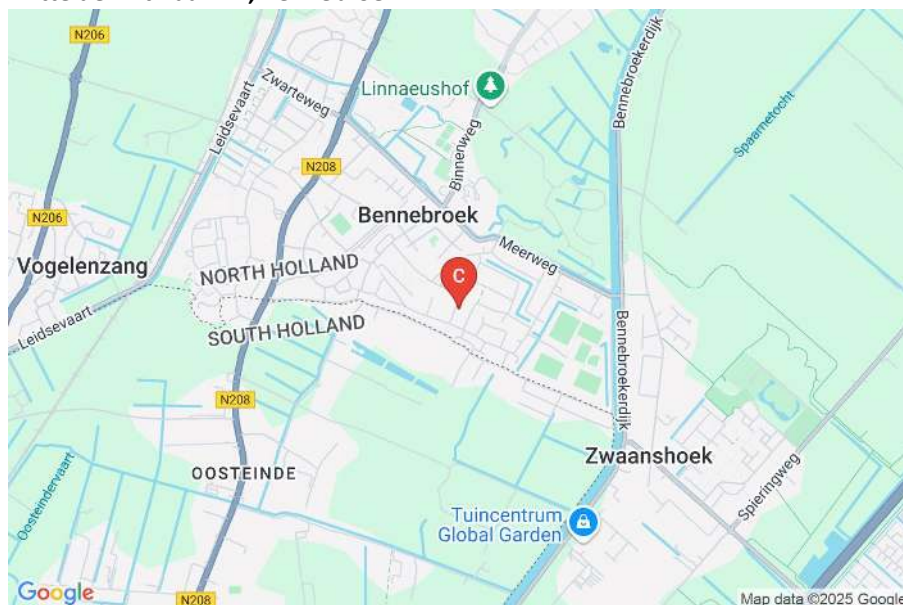 N206
Linnaeushof
Zwarteweg
Leidsevaart
Bennebroekerdijk
Spaarnetocht
Binnenweg
N208
N206
Bennebroek
Meerweg
Vogelenzang
NORTH HOLLAND
C
SOUTH HOLLAND
Leidsevaart
Bennebroekerdijk
N208
Zwaanshoek
OOSTEINDE
Oosteindervaart
Spieringweg
Tuincentrum
Global Garden
Google
N208
Map data ©2025 Google